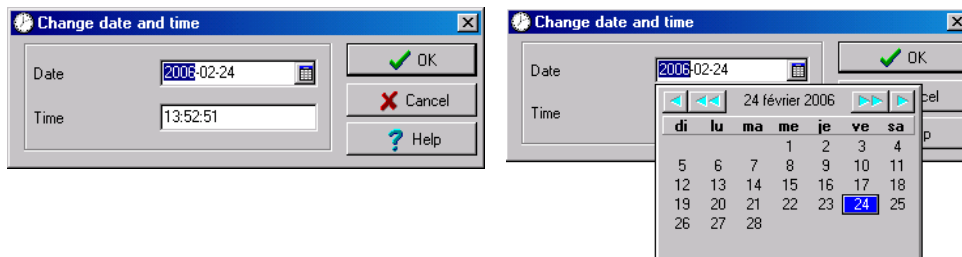 Change date and time
Date 2006-02-24
OK
Time 13:52:51
Cancel
Help
Change date and time
Date 2006-02-24
OK
Time
cel
p
24 février 2006
di lu ma me je ve sa
1 2 3 4
5 6 7 8 9 10 11
12 13 14 15 16 17 18
19 20 21 22 23 24 25
26 27 28